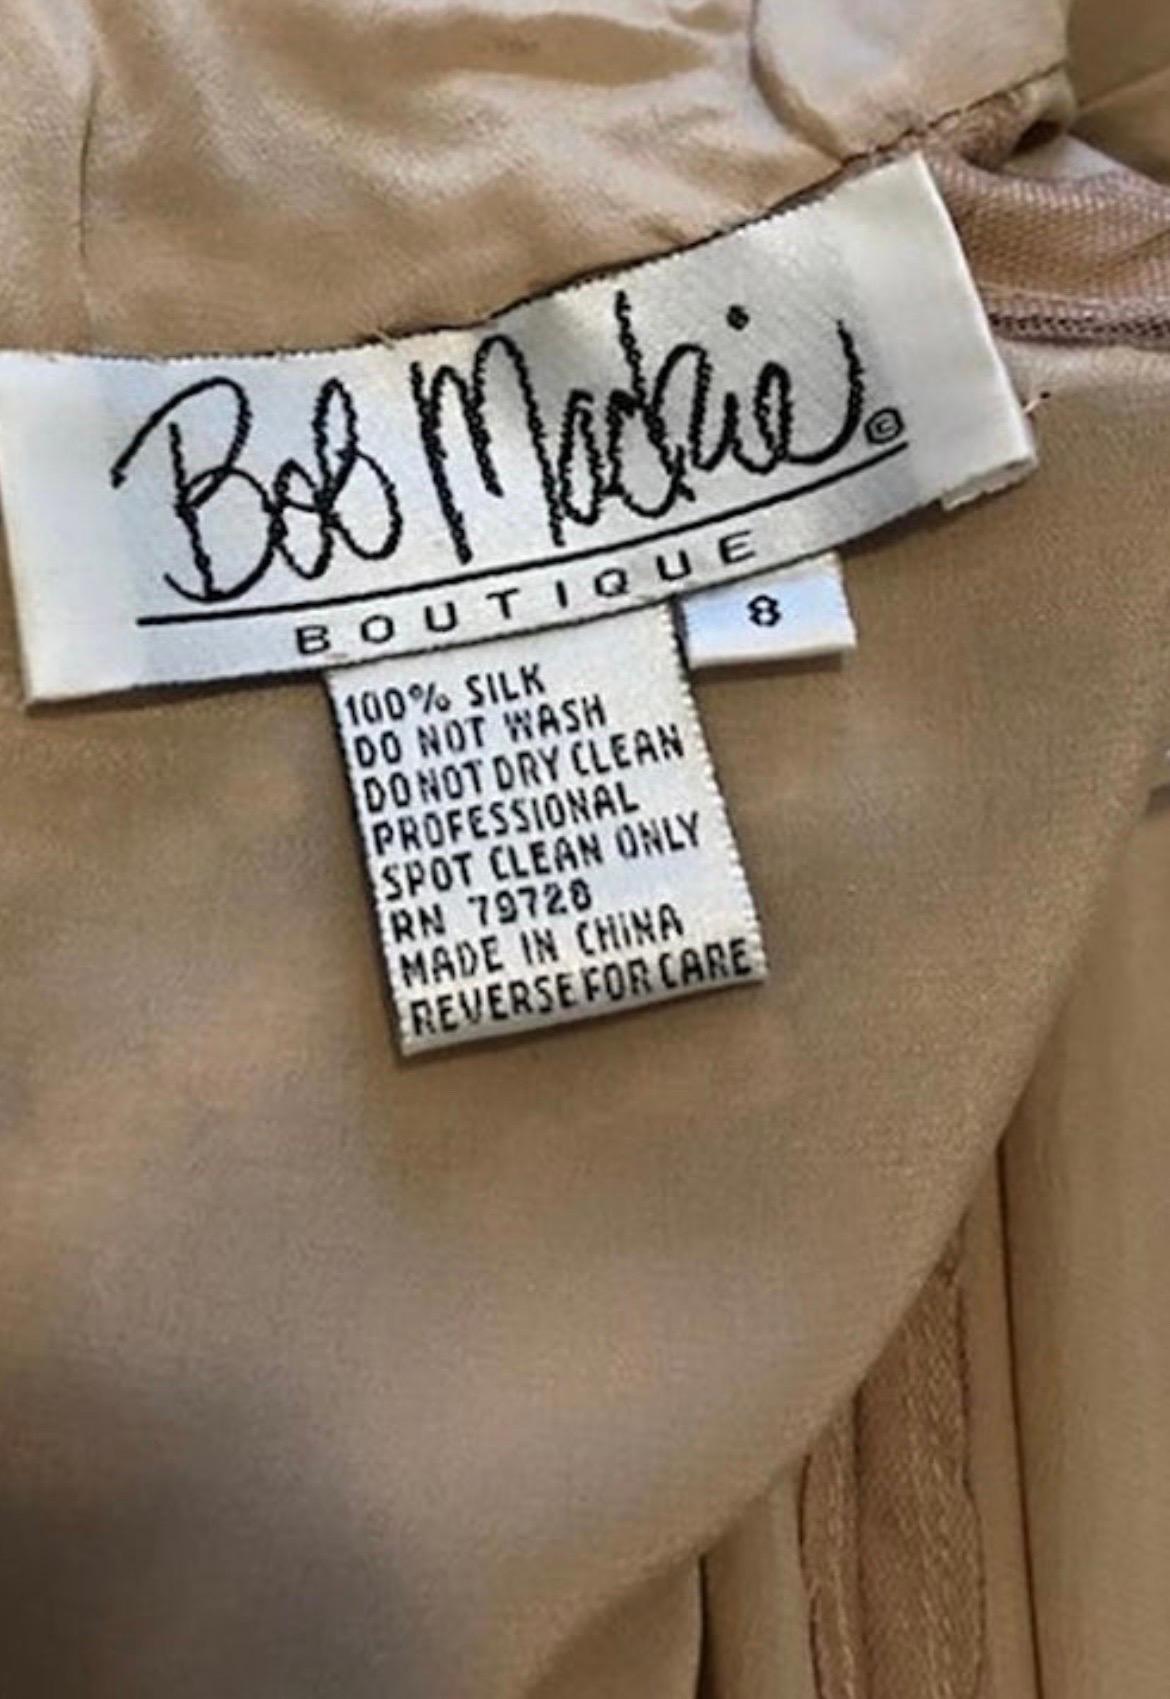 Bob Mackie ©
BOUTIQUE
8
100% SILK
DO NOT WASH
DO NOT DRY CLEAN
PROFESSIONAL
SPOT CLEAN ONLY
RN 79728
MADE IN CHINA
REVERSE FOR CARE